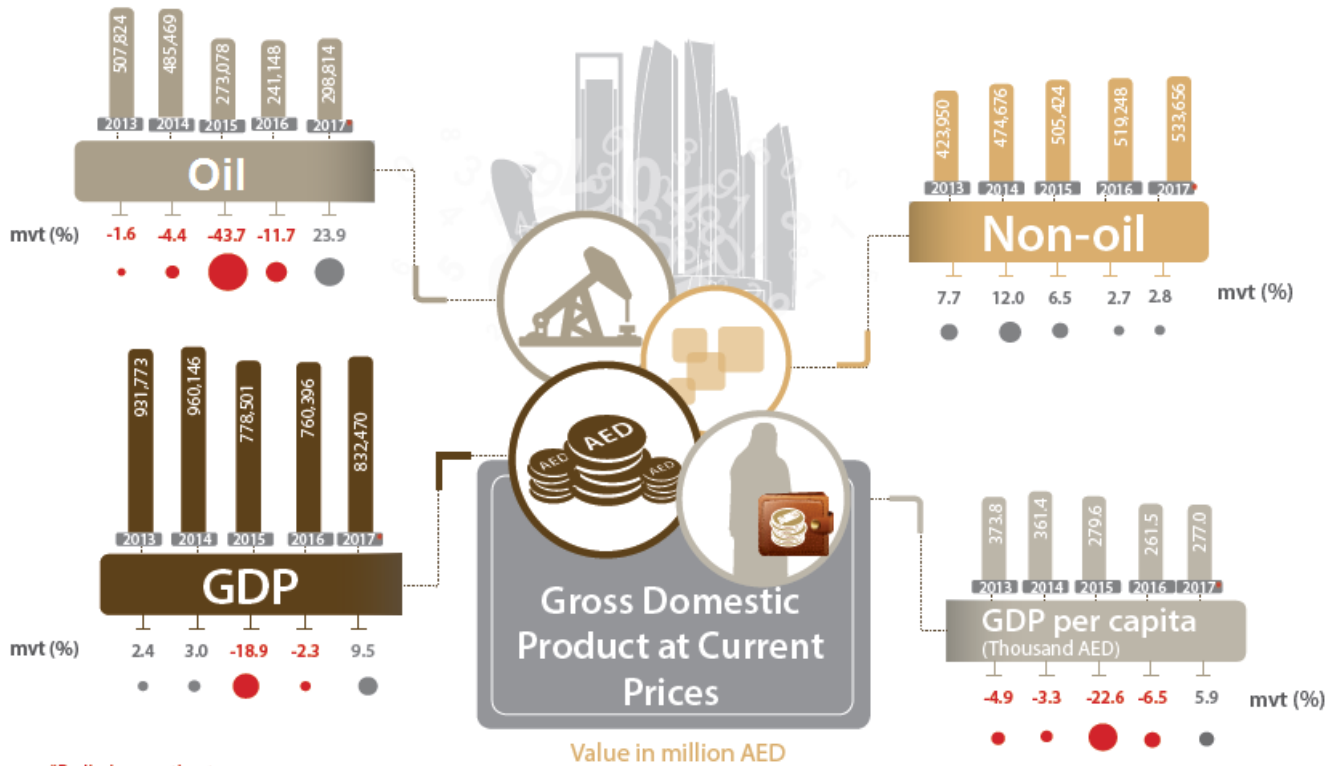 507,824 485,469 273,078 241,148 298,814
2013 2014 2015 2016 2017*
Oil
mvt (%) -1.6 -4.4 -43.7 -11.7 23.9
423,950 474,676 505,424 519,248 533,656
2013 2014 2015 2016 2017*
Non-oil
7.7 12.0 6.5 2.7 2.8 mvt (%)
931,773 960,146 778,501 760,396 832,470
2013 2014 2015 2016 2017*
GDP
mvt (%) 2.4 3.0 -18.9 -2.3 9.5
AED
AED
AED
Gross Domestic
Product at Current
Prices
Value in million AED
373.8 361.4 279.6 261.5 277.0
2013 2014 2015 2016 2017*
GDP per capita
(Thousand AED)
-4.9 -3.3 -22.6 -6.5 5.9 mvt (%)